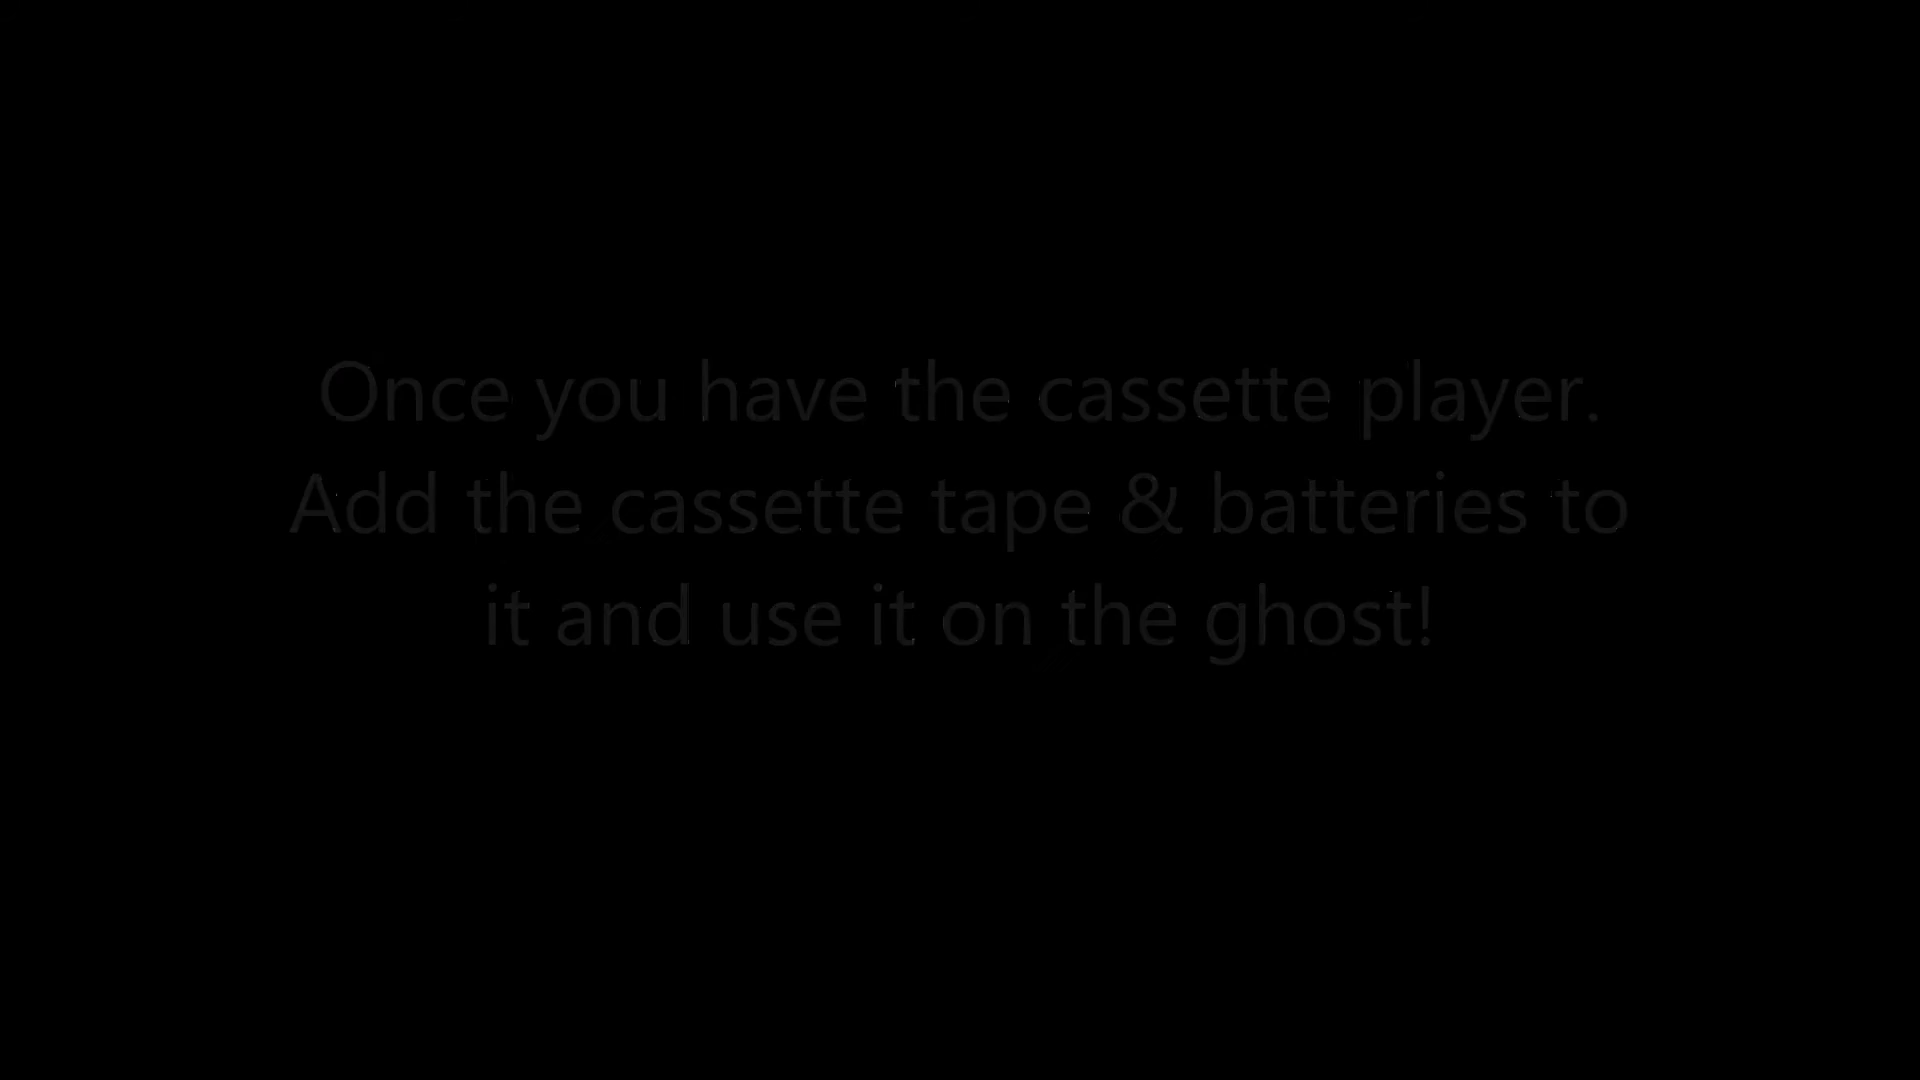 Once you have the cassette player.
Add the cassette tape & batteries to
it and use it on the ghost!